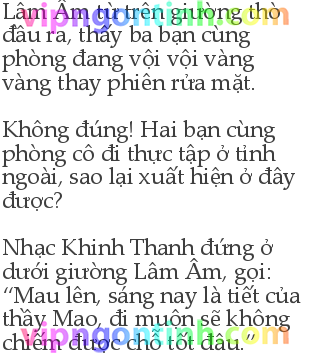 Lâm Âm từ trên giường thò
đầu ra, thấy ba bạn cùng
phòng đang vội vội vàng
vàng thay phiên rửa mặt.
Không đúng! Hai bạn cùng
phòng cô đi thực tập ở tỉnh
ngoài, sao lại xuất hiện ở đây
được?
Nhạc Khinh Thanh đứng ở
dưới giường Lâm Âm, gọi:
“Mau lên, sáng nay là tiết của
thầy Mao, đi muộn sẽ không
chiếm được chỗ tốt đâu.”
vipngontinh.com
vipngontinh.com